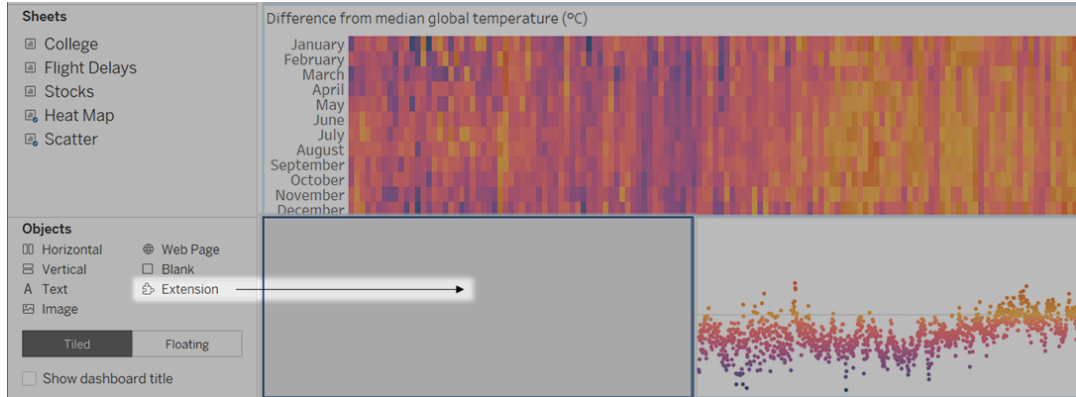 Sheets
College
Flight Delays
Stocks
Heat Map
Scatter
Difference from median global temperature (ºC)
January
February
March
April
May
June
July
August
September
October
November
December
Objects
Horizontal
Web Page
Vertical
Blank
A Text
Extension
Image
Tiled
Floating
Show dashboard title